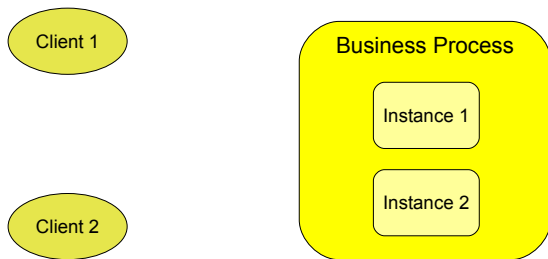 Client 1
Business Process
Instance 1
Instance 2
Client 2